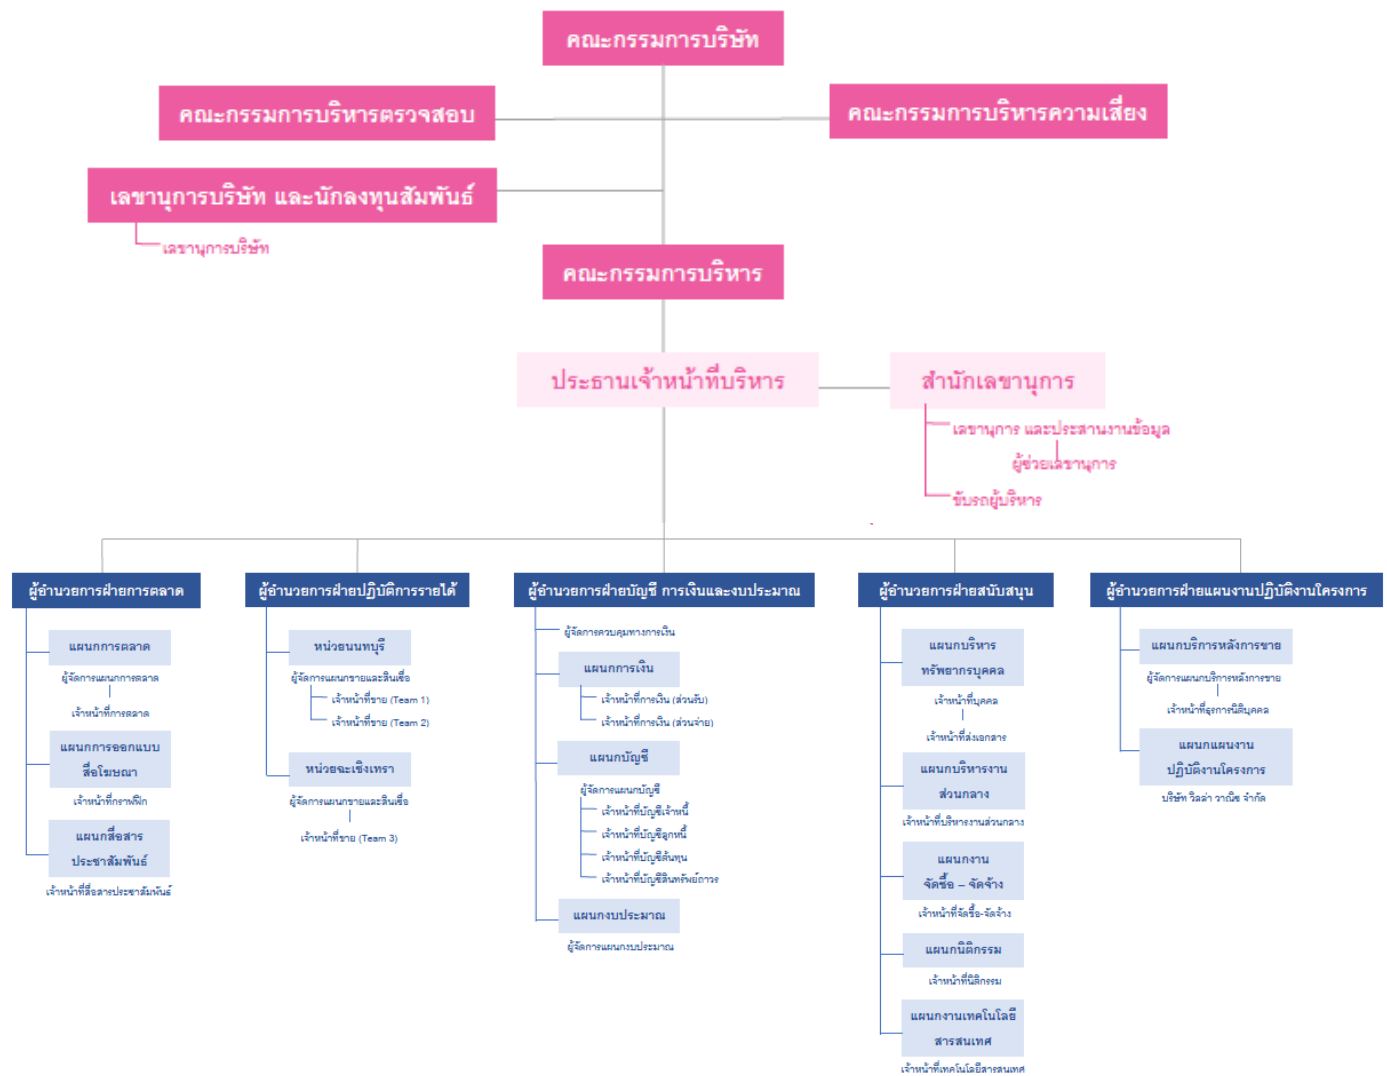 คณะกรรมการบริษัท
คณะกรรมการบริหารตรวจสอบ
คณะกรรมการบริหารความเสี่ยง
เลขานุการบริษัท และนักลงทุนสัมพันธ์
เลขานุการบริษัท
คณะกรรมการบริหาร
ประธานเจ้าหน้าที่บริหาร
สำนักเลขานุการ
เลขานุการ และประสานงานข้อมูล
ผู้ช่วยเลขานุการ
ขับรถผู้บริหาร
ผู้อำนวยการฝ่ายการตลาด
แผนกการตลาด
ผู้จัดการแผนกการตลาด
เจ้าหน้าที่การตลาด
แผนกการออกแบบ
สื่อโฆษณา
เจ้าหน้าที่กราฟฟิก
แผนกสื่อสาร
ประชาสัมพันธ์
เจ้าหน้าที่สื่อสารประชาสัมพันธ์
ผู้อำนวยการฝ่ายปฏิบัติการรายได้
หน่วยนนทบุรี
ผู้จัดการแผนกขายและสินเชื่อ
เจ้าหน้าที่ขาย (Team 1)
เจ้าหน้าที่ขาย (Team 2)
หน่วยฉะเชิงเทรา
ผู้จัดการแผนกขายและสินเชื่อ
เจ้าหน้าที่ขาย (Team 3)
ผู้อำนวยการฝ่ายบัญชี การเงินและงบประมาณ
ผู้จัดการควบคุมทางการเงิน
แผนกการเงิน
เจ้าหน้าที่การเงิน (ส่วนรับ)
เจ้าหน้าที่การเงิน (ส่วนจ่าย)
แผนกบัญชี
ผู้จัดการแผนกบัญชี
เจ้าหน้าที่บัญชีเจ้าหนี้
เจ้าหน้าที่บัญชีลูกหนี้
เจ้าหน้าที่บัญชีต้นทุน
เจ้าหน้าที่บัญชีสินทรัพย์ถาวร
แผนกงบประมาณ
ผู้จัดการแผนกงบประมาณ
ผู้อำนวยการฝ่ายสนับสนุน
แผนกบริหาร
ทรัพยากรบุคคล
เจ้าหน้าที่บุคคล
เจ้าหน้าที่ส่งเอกสาร
แผนกบริหารงาน
ส่วนกลาง
เจ้าหน้าที่บริหารงานส่วนกลาง
แผนกงาน
จัดซื้อ – จัดจ้าง
เจ้าหน้าที่จัดซื้อ-จัดจ้าง
แผนกนิติกรรม
เจ้าหน้าที่นิติกรรม
แผนกงานเทคโนโลยี
สารสนเทศ
เจ้าหน้าที่เทคโนโลยีสารสนเทศ
ผู้อำนวยการฝ่ายแผนงานปฏิบัติงานโครงการ
แผนกบริการหลังการขาย
ผู้จัดการแผนกบริการหลังการขาย
เจ้าหน้าที่ธุรการนิติบุคคล
แผนกแผนงาน
ปฏิบัติงานโครงการ
บริษัท วิลล่า วาณิช จำกัด